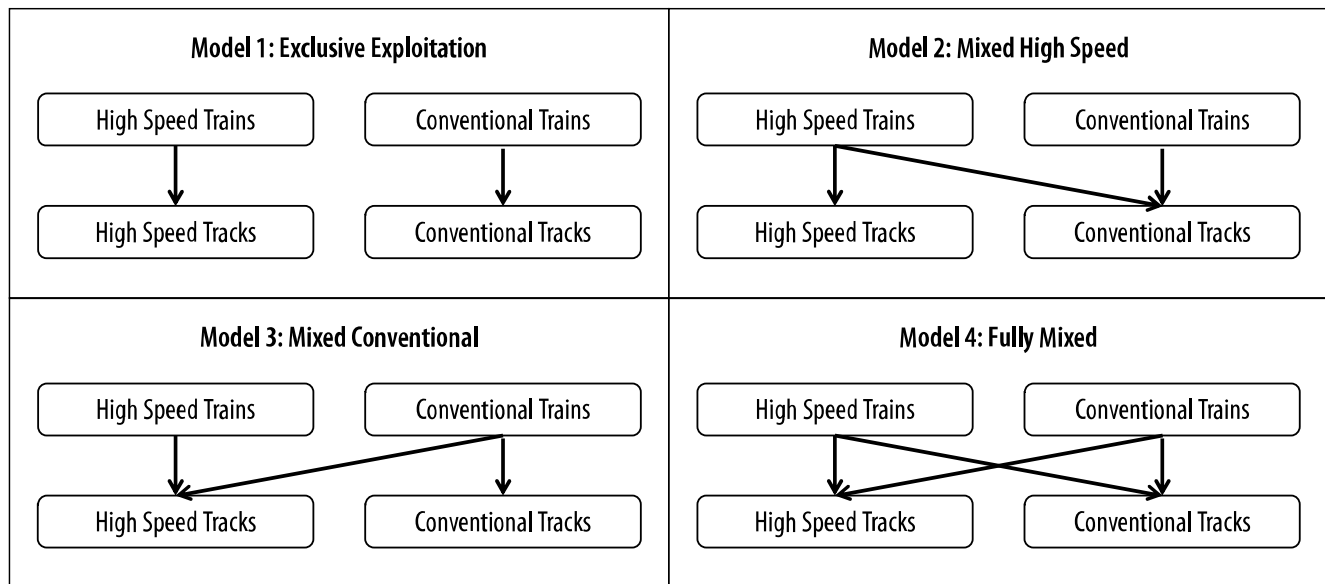 Model 1: Exclusive Exploitation
High Speed Trains
Conventional Trains
High Speed Tracks
Conventional Tracks
Model 2: Mixed High Speed
High Speed Trains
Conventional Trains
High Speed Tracks
Conventional Tracks
Model 3: Mixed Conventional
High Speed Trains
Conventional Trains
High Speed Tracks
Conventional Tracks
Model 4: Fully Mixed
High Speed Trains
Conventional Trains
High Speed Tracks
Conventional Tracks